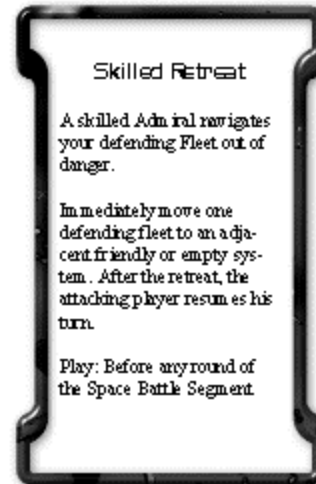 Skilled Retreat
A skilled Admiral navigates
your defending Fleet out of
danger.
Immediately move one
defending fleet to an adja-
cent friendly or empty sys-
tem. After the retreat, the
attacking player resumes his
turn.
Play: Before any round of
the Space Battle Segment